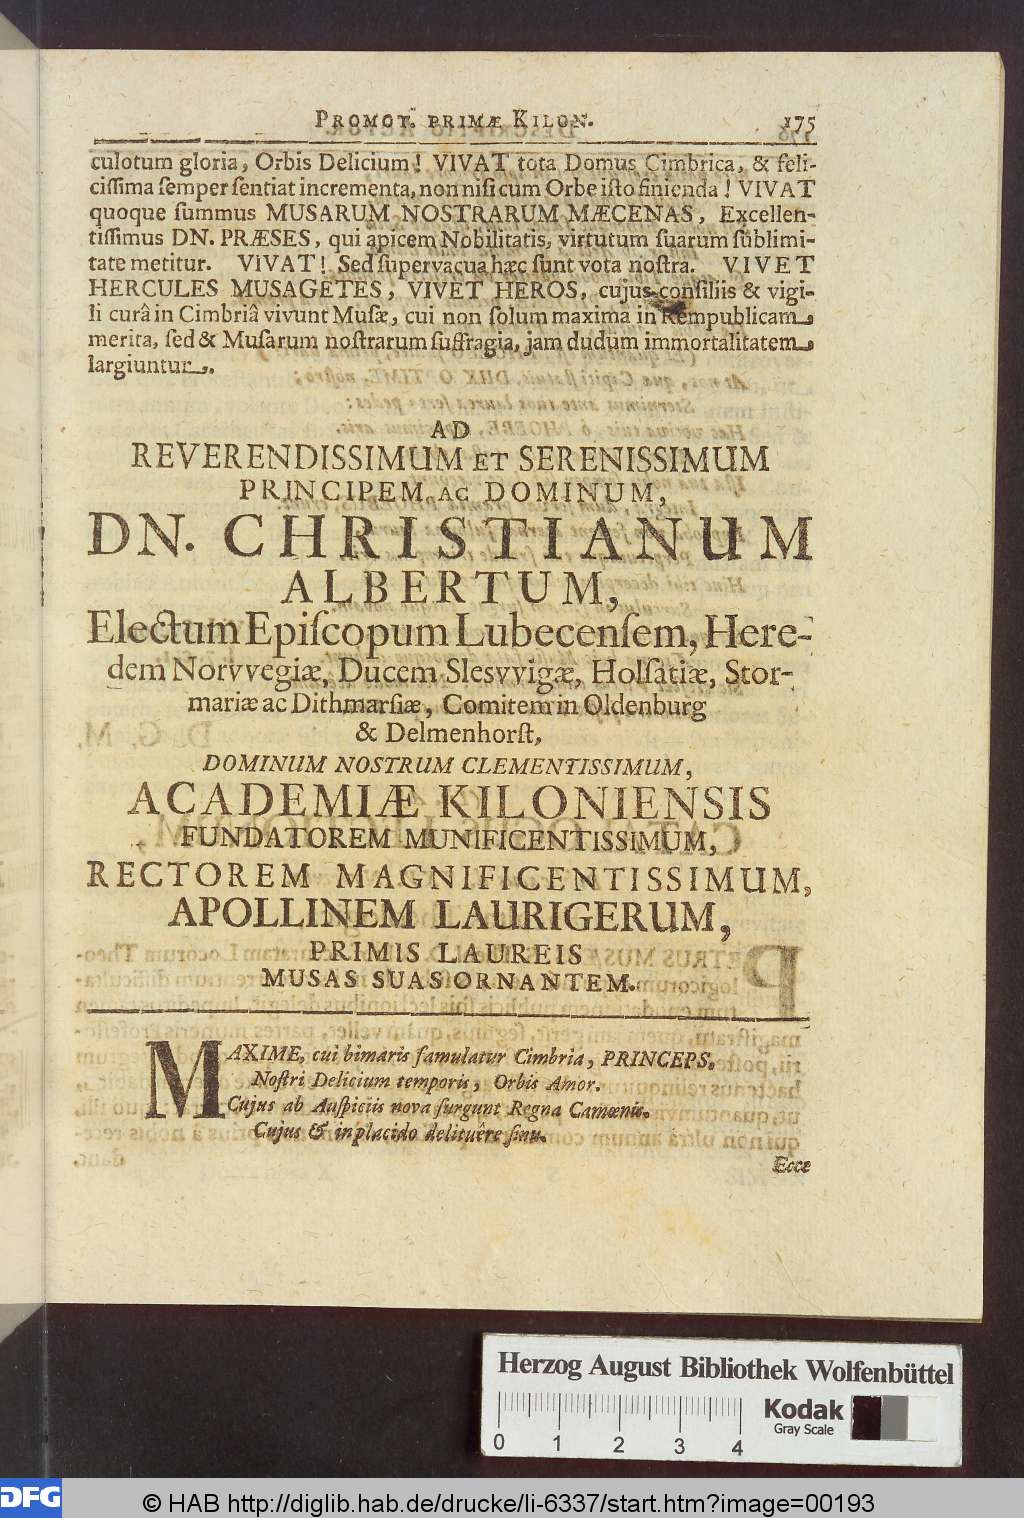 PROMOT. PRIMÆ KILON. 175
culotum gloria, Orbis Delicium! VIVAT tota Domus Cimbrica, & feli-
ciſſima ſemper ſentiat incrementa, non niſi cum Orbe iſto finienda! VIVAT
quoque ſummus MUSARUM NOSTRARUM MÆCENAS, Excellen-
tiſſimus DN. PRÆSES, qui apicem Nobilitatis, virtutum ſuarum ſublimi-
tate metitur. VIVAT! Sed ſupervacua hæc ſunt vota noſtra. VIVET
HERCULES MUSAGETES, VIVET HEROS, cujus conſiliis & vigi-
li curâ in Cimbriâ vivunt Muſæ, cui non ſolum maxima in Rempublicam,
merita, ſed & Muſarum noſtrarum ſuffragia, jam dudum immortalitatem,
largiuntur.
AD
REVERENDISSIMUM ET SERENISSIMUM
PRINCIPEM AC DOMINUM,
DN. CHRISTIANUM
ALBERTUM,
Electum Epiſcopum Lubecenſem, Here-
dem Norvvegiæ, Ducem Slesvvigæ, Holſatiæ, Stor-
mariæ ac Dithmarſiæ, Comitem in Oldenburg
& Delmenhorſt,
DOMINUM NOSTRUM CLEMENTISSIMUM,
ACADEMIÆ KILONIENSIS
FUNDATOREM MUNIFICENTISSIMUM,
RECTOREM MAGNIFICENTISSIMUM,
APOLLINEM LAURIGERUM,
PRIMIS LAUREIS
MUSAS SUAS ORNANTEM.
MAXIME, cui bimaris famulatur Cimbria, PRINCEPS.
Noſtri Delicium temporis, Orbis Amor.
Cujus ab Auſpiciis nova ſurgunt Regna Camœnis.
Cujus & in placido delituêre ſinu.
Ecce
Herzog August Bibliothek Wolfenbüttel
Kodak
Gray Scale
0 1 2 3 4
DFG
© HAB http://diglib.hab.de/drucke/li-6337/start.htm?image=00193